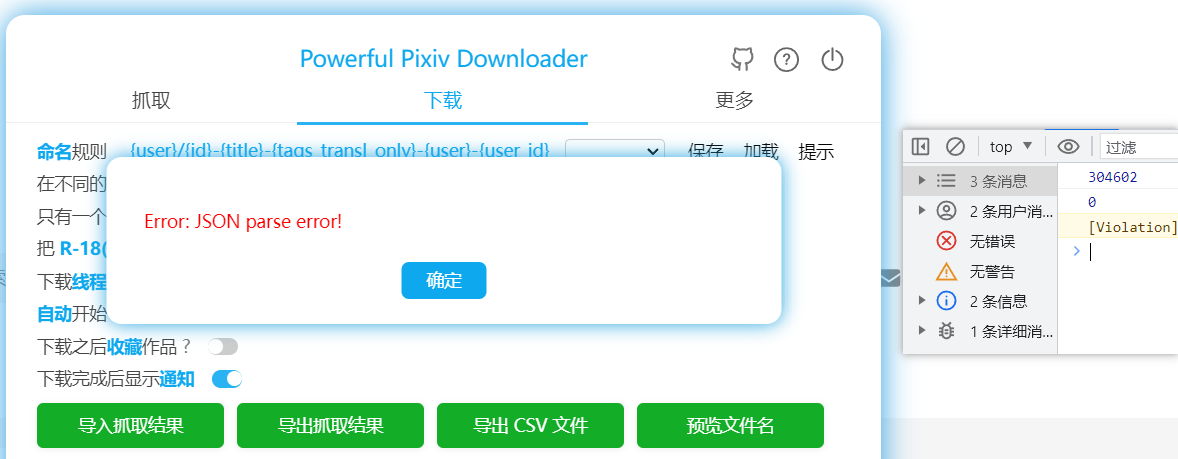 Powerful Pixiv Downloader
抓取
下载
更多
命名规则 {user}/{id}-{title}-{tags_transl_only}-{user}-{user_id} 保存 加载 提示
在不同的
只有一个
把 R-18(
下载线程
自动开始
Error: JSON parse error!
确定
下载之后收藏作品？
下载完成后显示通知
导入抓取结果
导出抓取结果
导出 CSV 文件
预览文件名
top
过滤
3 条消息
2 条用户消...
无错误
无警告
2 条信息
1 条详细消...
304602
0
[Violation]